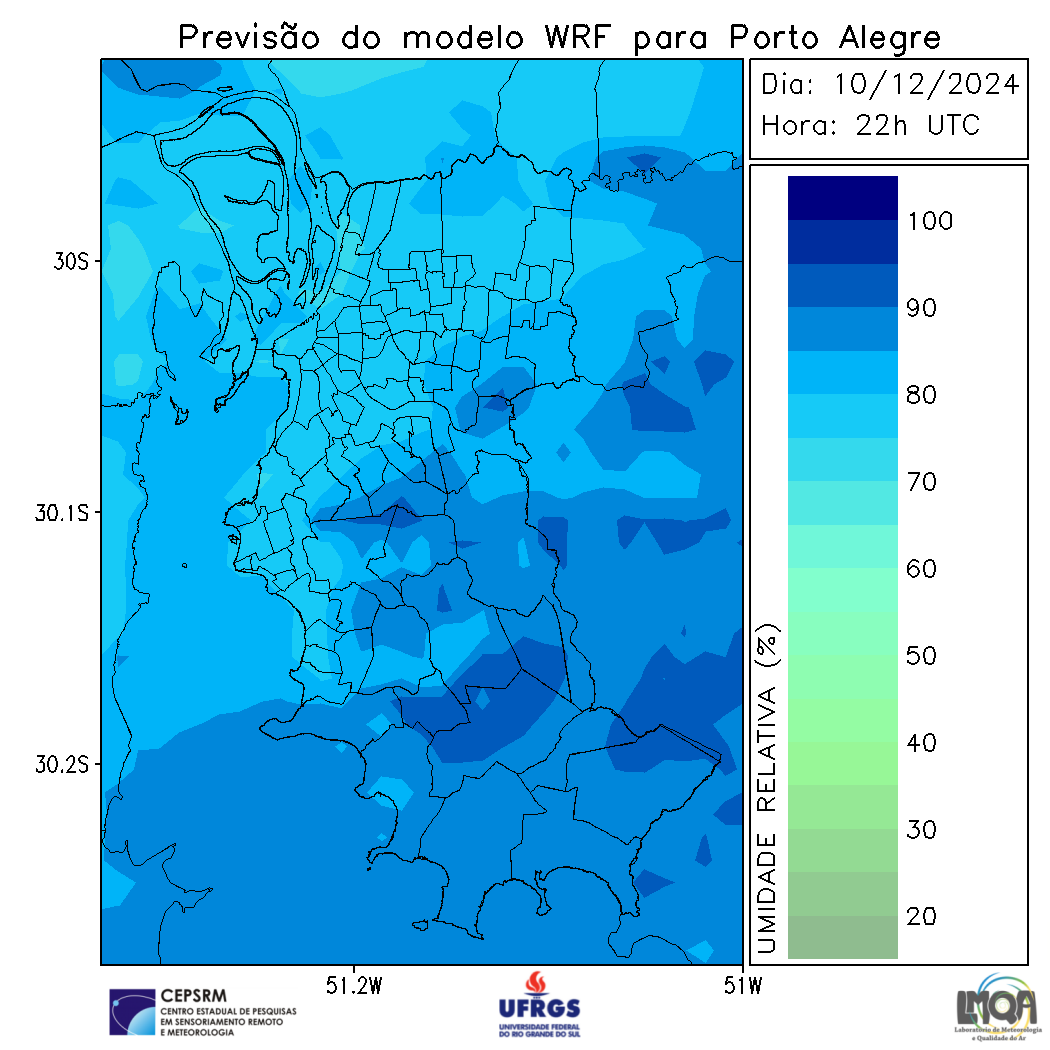 Previsão do modelo WRF para Porto Alegre
Dia: 10/12/2024
Hora: 22h UTC
30S
30.1S
30.2S
51.2W
51W
UMIDADE RELATIVA (%)
100
90
80
70
60
50
40
30
20
CEPSRM
CENTRO ESTADUAL DE PESQUISAS
EM SENSORIAMENTO REMOTO
E METEOROLOGIA
UFRGS
UNIVERSIDADE FEDERAL
DO RIO GRANDE DO SUL
LMQA
Laboratório de Meteorologia
e Qualidade do Ar